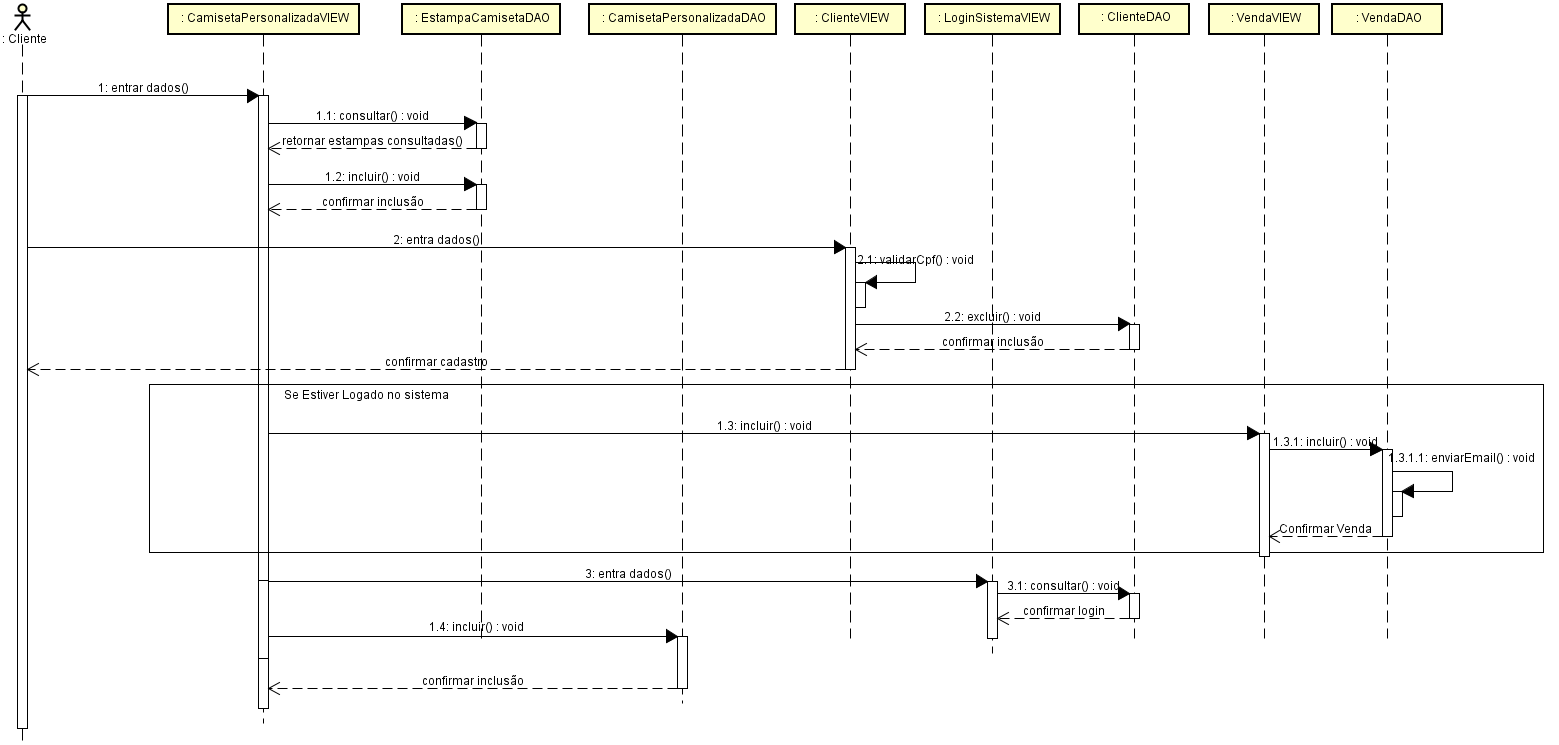 : Cliente
: CamisetaPersonalizadaVIEW
: EstampaCamisetaDAO
: CamisetaPersonalizadaDAO
: ClienteVIEW
: LoginSistemaVIEW
: ClienteDAO
: VendaVIEW
: VendaDAO
1: entrar dados()
1.1: consultar() : void
retornar estampas consultadas()
1.2: incluir() : void
confirmar inclusão
2: entra dados()
2.1: validarCpf() : void
2.2: excluir() : void
confirmar inclusão
confirmar cadastro
Se Estiver Logado no sistema
1.3: incluir() : void
1.3.1: incluir() : void
1.3.1.1: enviarEmail() : void
Confirmar Venda
3: entra dados()
3.1: consultar() : void
confirmar login
1.4: incluir() : void
confirmar inclusão